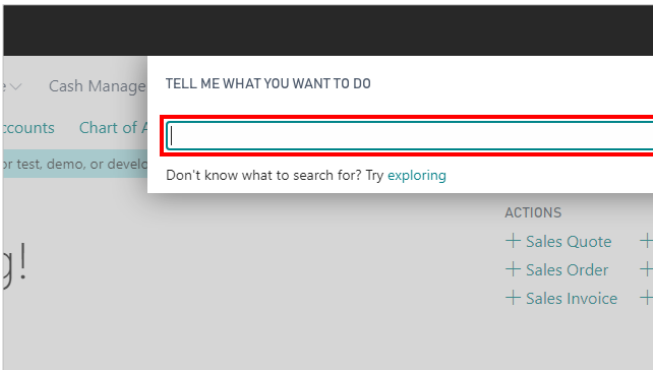 TELL ME WHAT YOU WANT TO DO
Cash Manage
ccounts Chart of A
or test, demo, or develo
Don't know what to search for? Try exploring
g!
ACTIONS
+ Sales Quote +
+ Sales Order +
+ Sales Invoice +